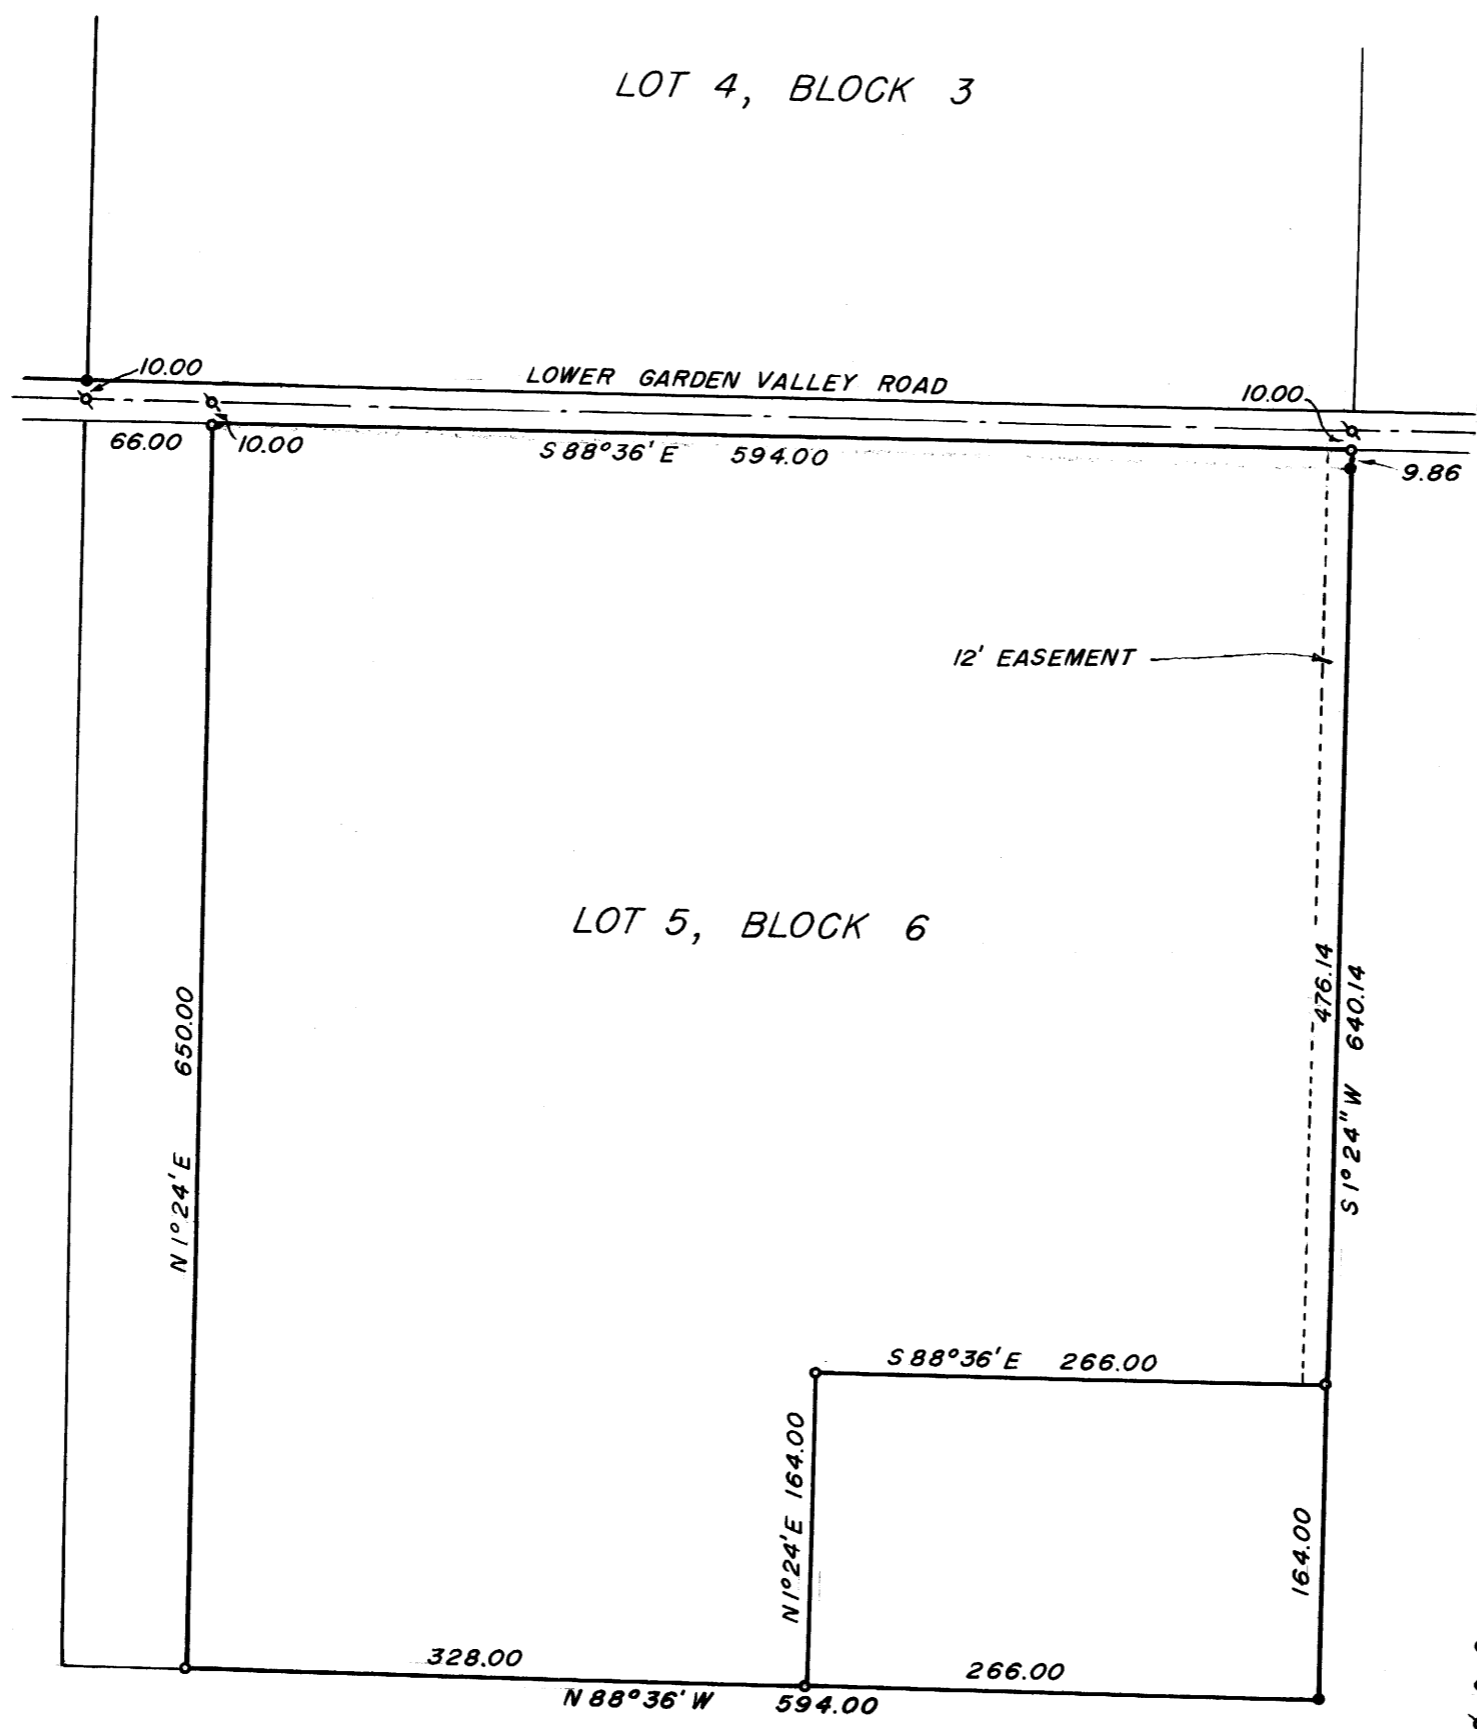 LOT 4, BLOCK 3
10.00
LOWER GARDEN VALLEY ROAD
10.00
66.00
10.00
S 88°36' E 594.00
9.86
12' EASEMENT
LOT 5, BLOCK 6
476.14
S 1° 24" W 640.14
N 1° 24' E 650.00
S 88°36' E 266.00
N 1°24' E 164.00
164.00
328.00
266.00
N 88°36' W 594.00